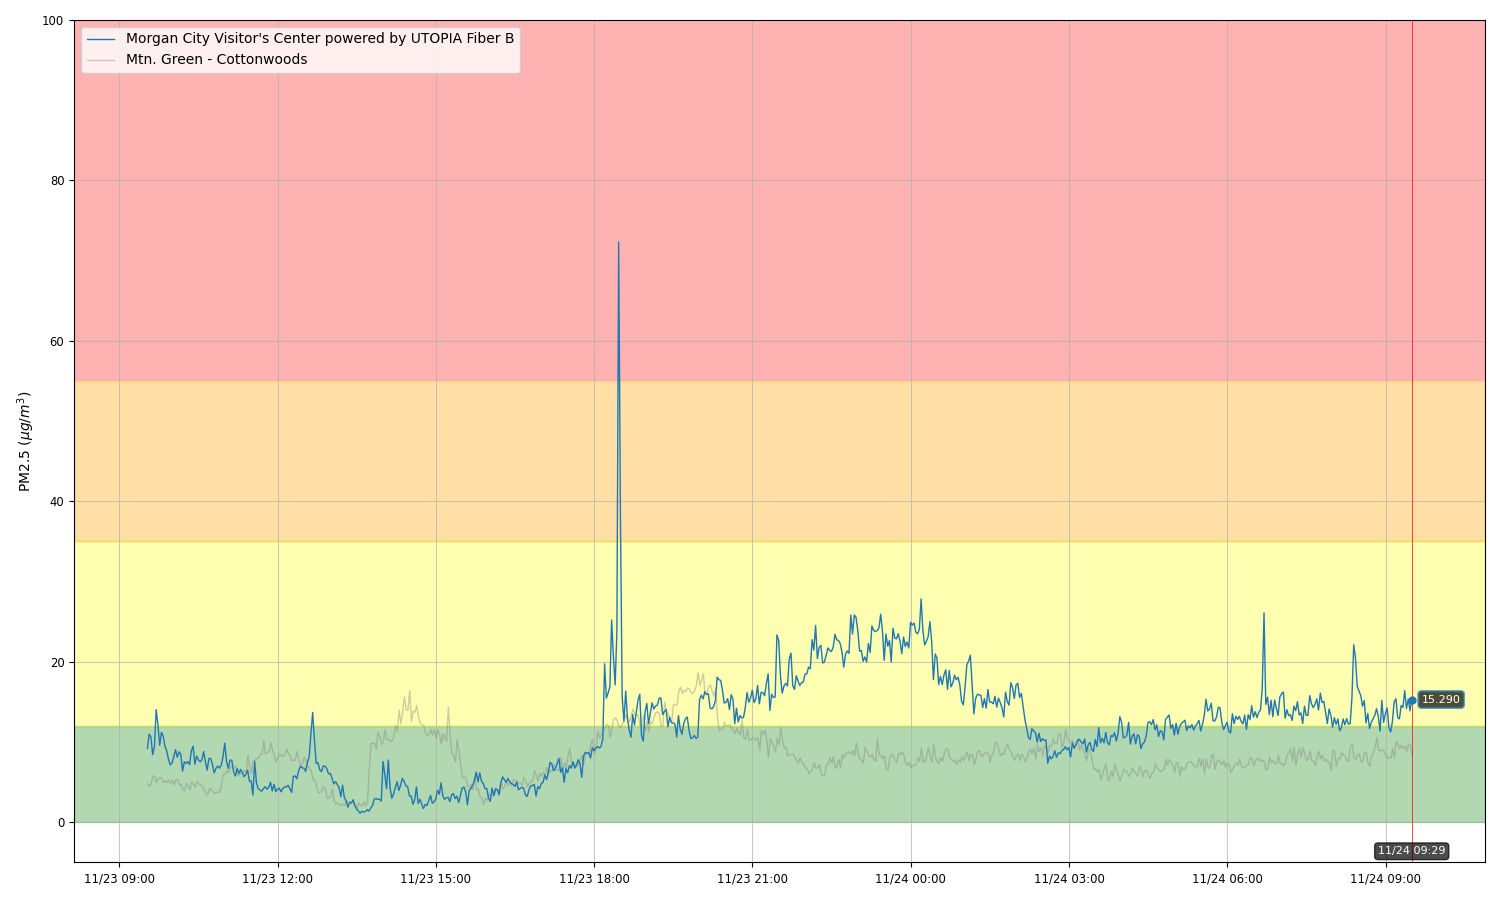 100
80
60
40
20
0
PM2.5 (μg/m³)
Morgan City Visitor's Center powered by UTOPIA Fiber B
Mtn. Green - Cottonwoods
15.290
11/24 09:29
11/23 09:00 11/23 12:00 11/23 15:00 11/23 18:00 11/23 21:00 11/24 00:00 11/24 03:00 11/24 06:00 11/24 09:00